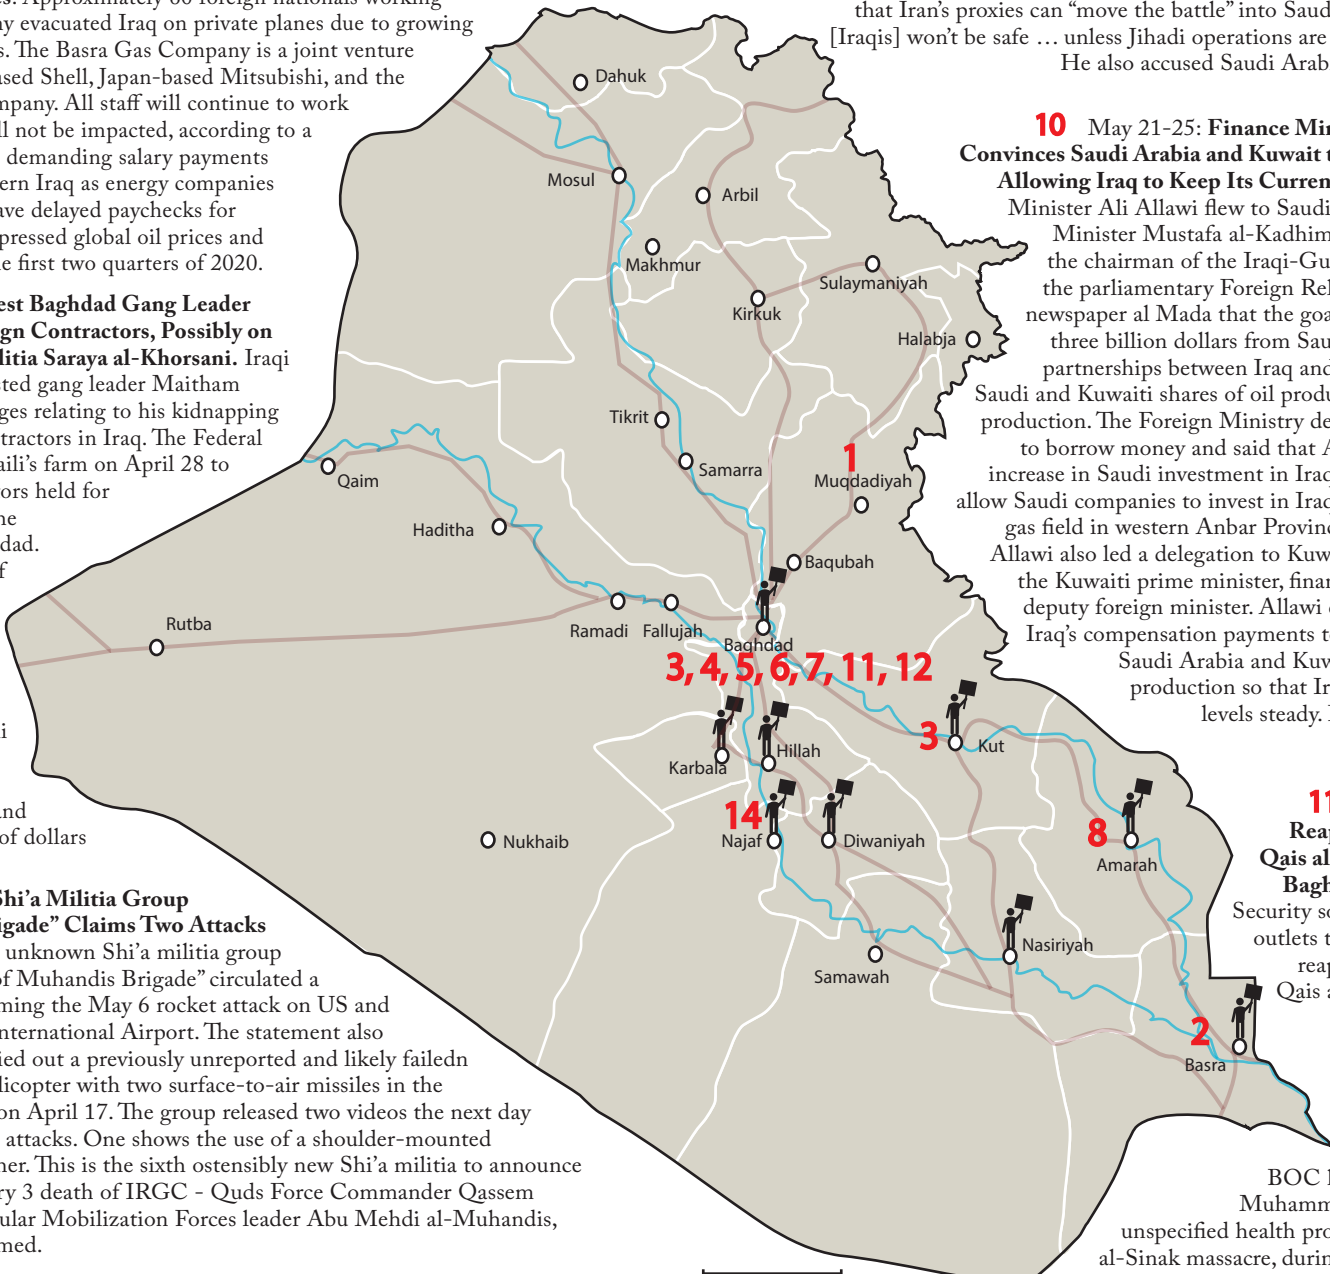 es. Approximately 60 foreign nationals working
ny evacuated Iraq on private planes due to growing
s. The Basra Gas Company is a joint venture
ased Shell, Japan-based Mitsubishi, and the
mpany. All staff will continue to work
ll not be impacted, according to a
demanding salary payments
ern Iraq as energy companies
ave delayed paychecks for
pressed global oil prices and
he first two quarters of 2020.
est Baghdad Gang Leader
ign Contractors, Possibly on
litia Saraya al-Khorsani. Iraqi
sted gang leader Maitham
ges relating to his kidnapping
tractors in Iraq. The Federal
aili’s farm on April 28 to
ors held for
he
dad.
f
i
and
of dollars
Shi’a Militia Group
igade” Claims Two Attacks
unknown Shi’a militia group
of Muhandis Brigade” circulated a
ming the May 6 rocket attack on US and
nternational Airport. The statement also
ied out a previously unreported and likely failedn
licopter with two surface-to-air missiles in the
on April 17. The group released two videos the next day
attacks. One shows the use of a shoulder-mounted
her. This is the sixth ostensibly new Shi’a militia to announce
ry 3 death of IRGC - Quds Force Commander Qassem
ular Mobilization Forces leader Abu Mehdi al-Muhandis,
med.
that Iran’s proxies can “move the battle” into Saud
[Iraqis] won’t be safe … unless Jihadi operations are
He also accused Saudi Arab
10 May 21-25: Finance Min
Convinces Saudi Arabia and Kuwait t
Allowing Iraq to Keep Its Curren
Minister Ali Allawi flew to Saudi
Minister Mustafa al-Kadhim
the chairman of the Iraqi-Gu
the parliamentary Foreign Rel
newspaper al Mada that the goa
three billion dollars from Sau
partnerships between Iraq and
Saudi and Kuwaiti shares of oil produ
production. The Foreign Ministry de
to borrow money and said that A
increase in Saudi investment in Iraq
allow Saudi companies to invest in Iraq
gas field in western Anbar Provinc
Allawi also led a delegation to Kuw
the Kuwaiti prime minister, finan
deputy foreign minister. Allawi
Iraq’s compensation payments t
Saudi Arabia and Kuw
production so that Ir
levels steady.
11
Reap
Qais al
Bagh
Security so
outlets t
reap
Qais a
BOC
Muhamm
unspecified health pro
al-Sinak massacre, durin
Dahuk
Mosul
Arbil
Makhmur
Sulaymaniyah
Kirkuk
Halabja
Tikrit
1
Samarra
Muqdadiyah
Qaim
Haditha
Baqubah
Ramadi
Fallujah
Rutba
Baghdad
3, 4, 5, 6, 7, 11, 12
3
Kut
Hillah
Karbala
14
Najaf
Diwaniyah
8
Amarah
Nukhaib
Nasiriyah
Samawah
2
Basra